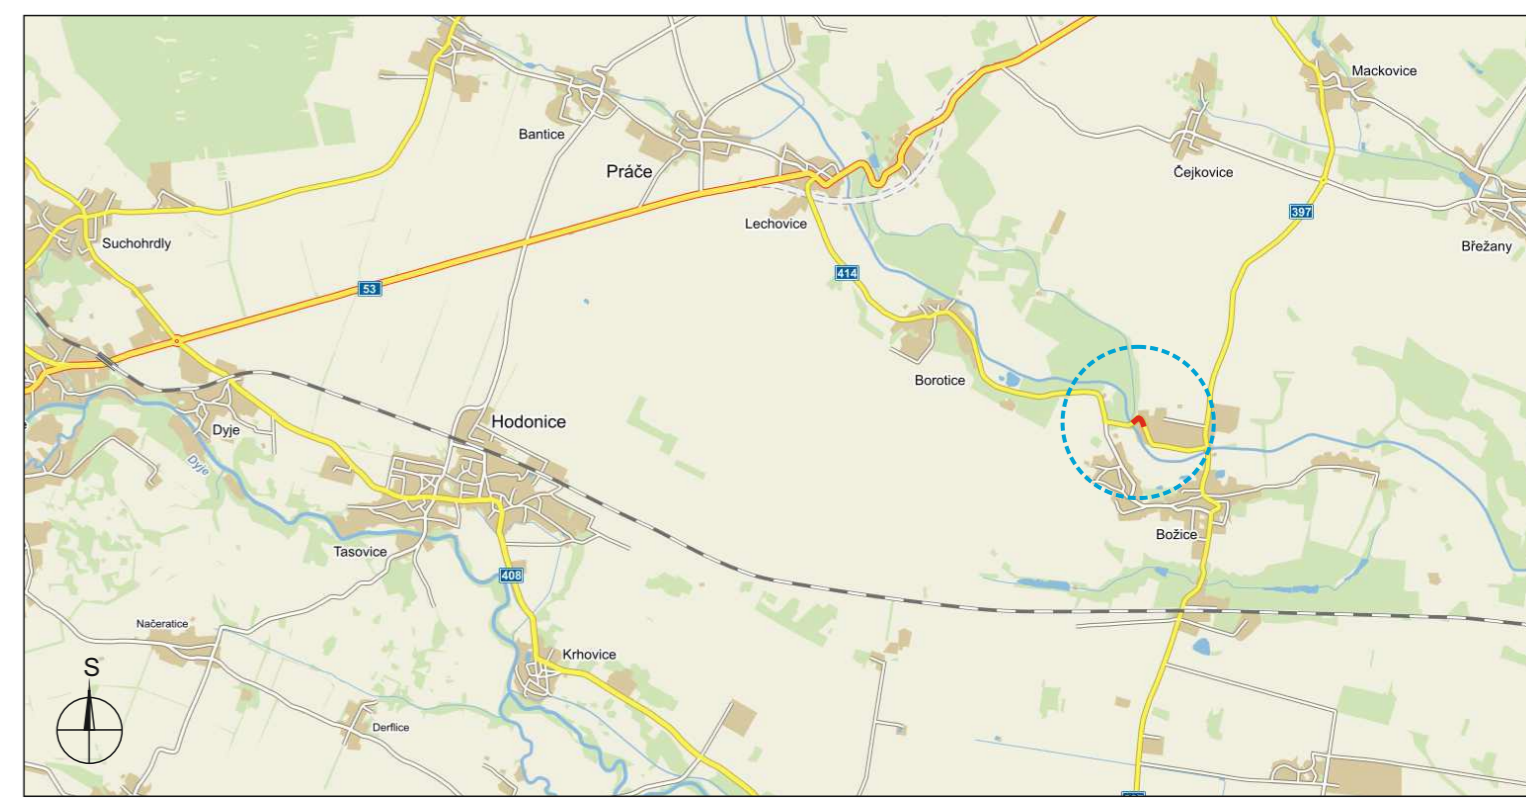 Mackovice
Bantice
Práče
Čejkovice
Lechovice
397
Suchohrdly
Břežany
414
53
Borotice
Hodonice
Dyje
Dyje
Božice
Tasovice
408
Načeratice
Krhovice
S
Derflice